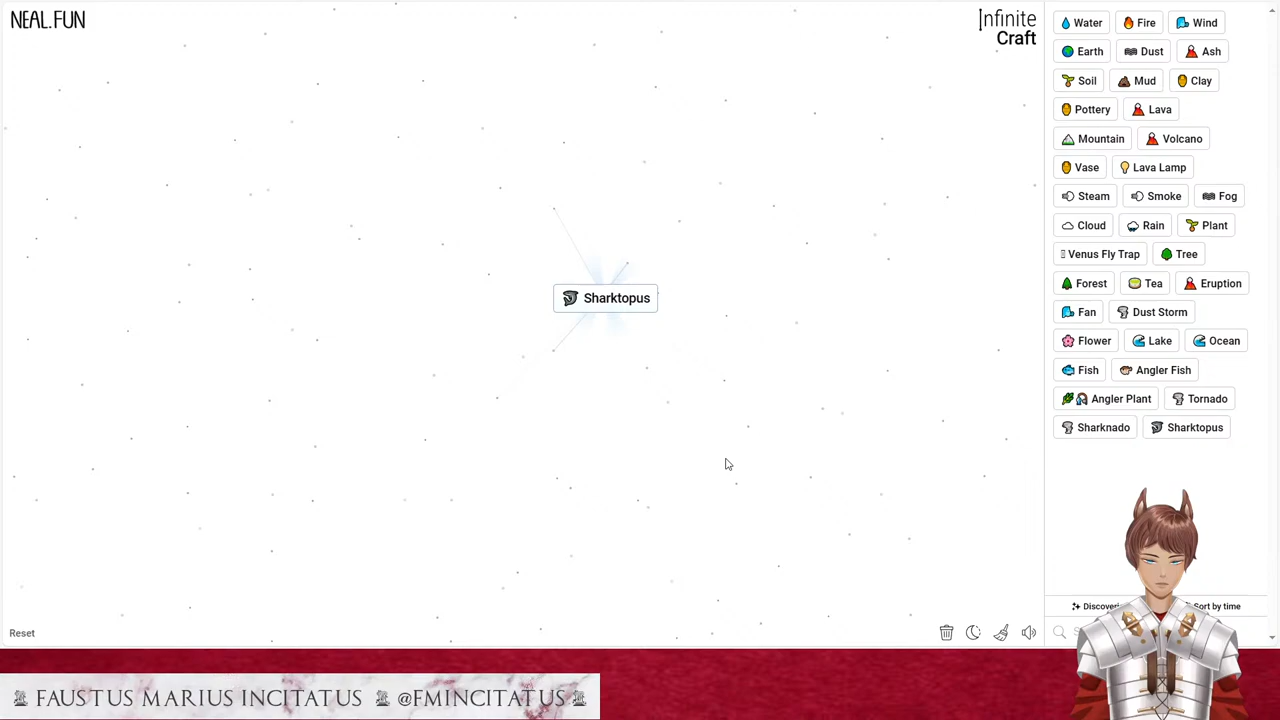 NEAL.FUN
Infinite
Craft
Water
Fire
Wind
Earth
Dust
Ash
Soil
Mud
Clay
Pottery
Lava
Mountain
Volcano
Vase
Lava Lamp
Steam
Smoke
Fog
Cloud
Rain
Plant
Venus Fly Trap
Tree
Forest
Tea
Eruption
Fan
Dust Storm
Flower
Lake
Ocean
Fish
Angler Fish
Angler Plant
Tornado
Sharknado
Sharktopus
Sharktopus
Sort by time
Reset
FAUSTUS MARIUS INCITATUS @FMINCITATUS